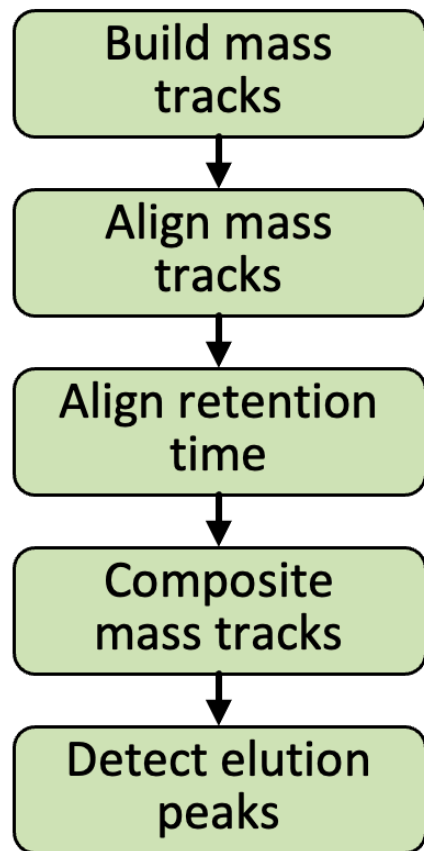 Build mass
tracks
Align mass
tracks
Align retention
time
Composite
mass tracks
Detect elution
peaks